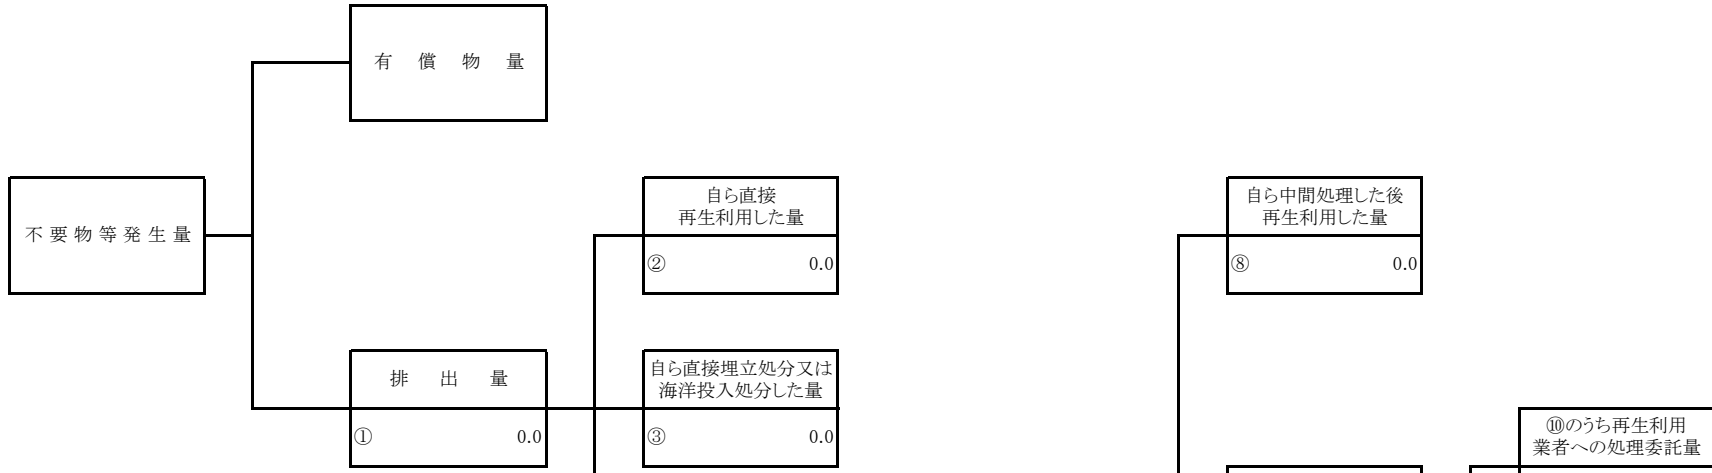 有償物量
不要物等発生量
自ら直接
再生利用した量
② 0.0
自ら中間処理した後
再生利用した量
⑧ 0.0
排出量
① 0.0
自ら直接埋立処分又は
海洋投入処分した量
③ 0.0
⑩のうち再生利用
業者への処理委託量